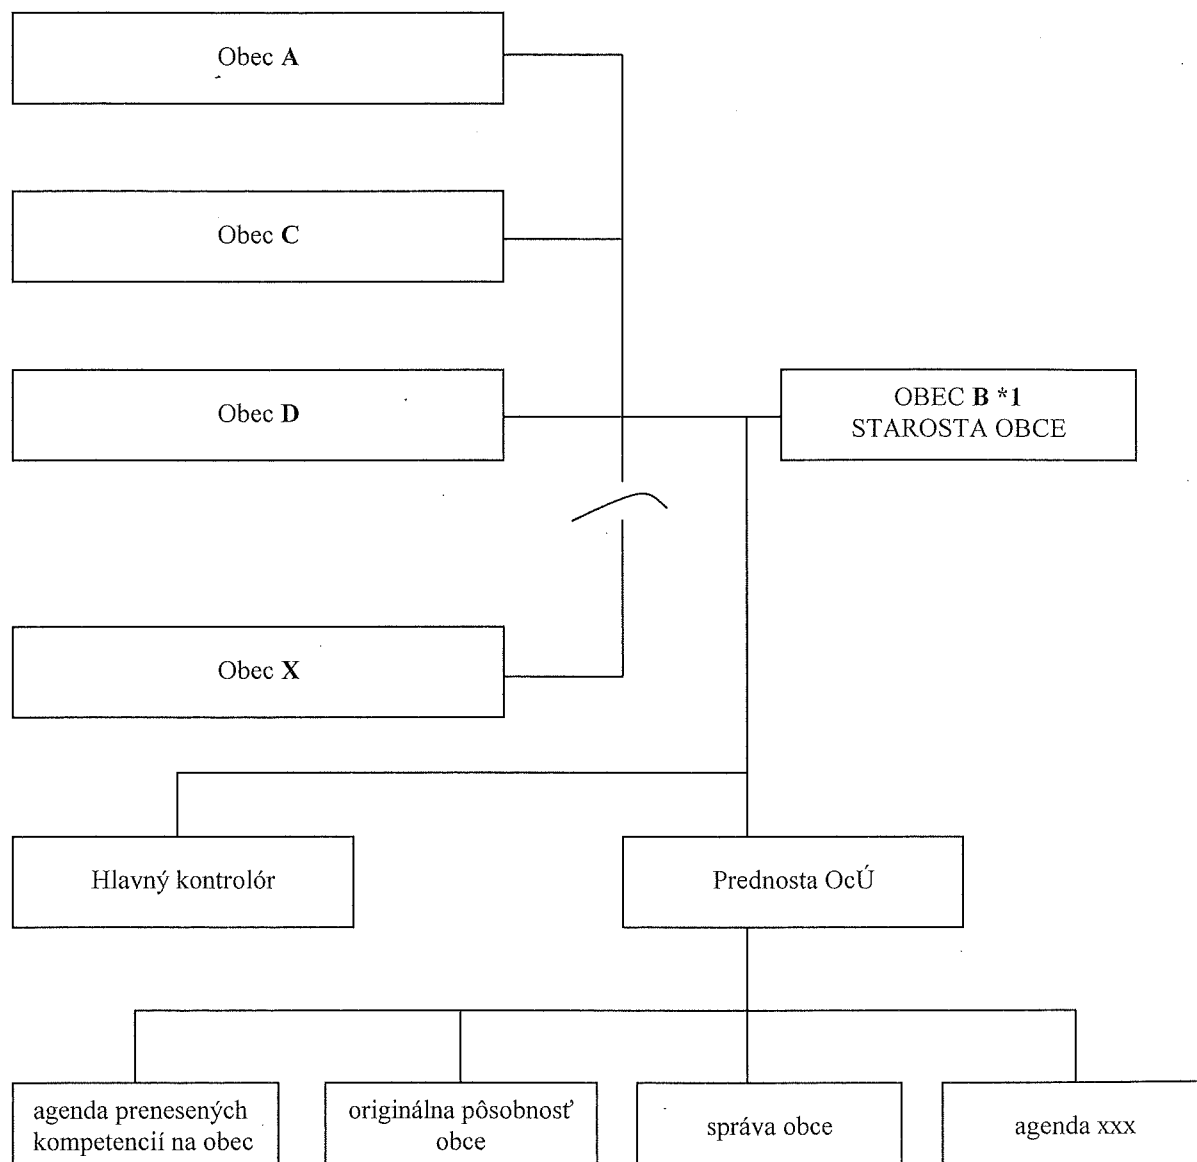 Obec A
Obec C
Obec D
OBEC B *1
STAROSTA OBCE
Obec X
Hlavný kontrolór
Prednosta OcÚ
agenda prenesených
kompetencií na obec
originálna pôsobnosť
obce
správa obce
agenda xxx